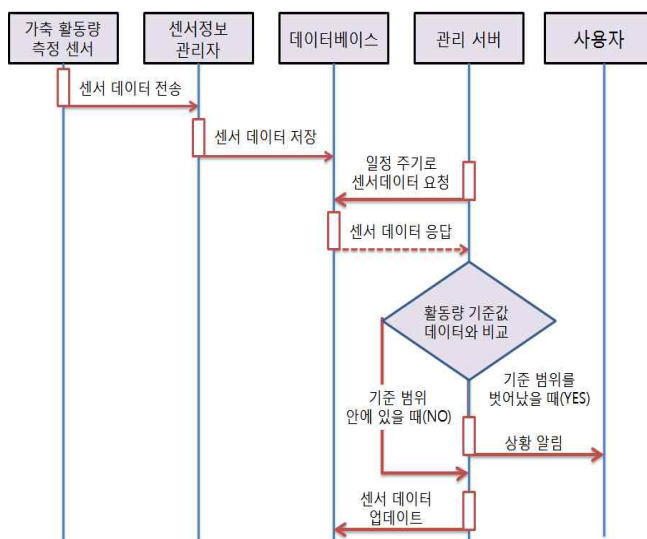 가축 활동량
측정 센서
센서정보
관리자
데이터베이스
관리 서버
사용자
센서 데이터 전송
센서 데이터 저장
일정 주기로
센서데이터 요청
센서 데이터 응답
활동량 기준값
데이터와 비교
기준 범위를
벗어났을 때(YES)
기준 범위
안에 있을 때(NO)
상황 알림
센서 데이터
업데이트